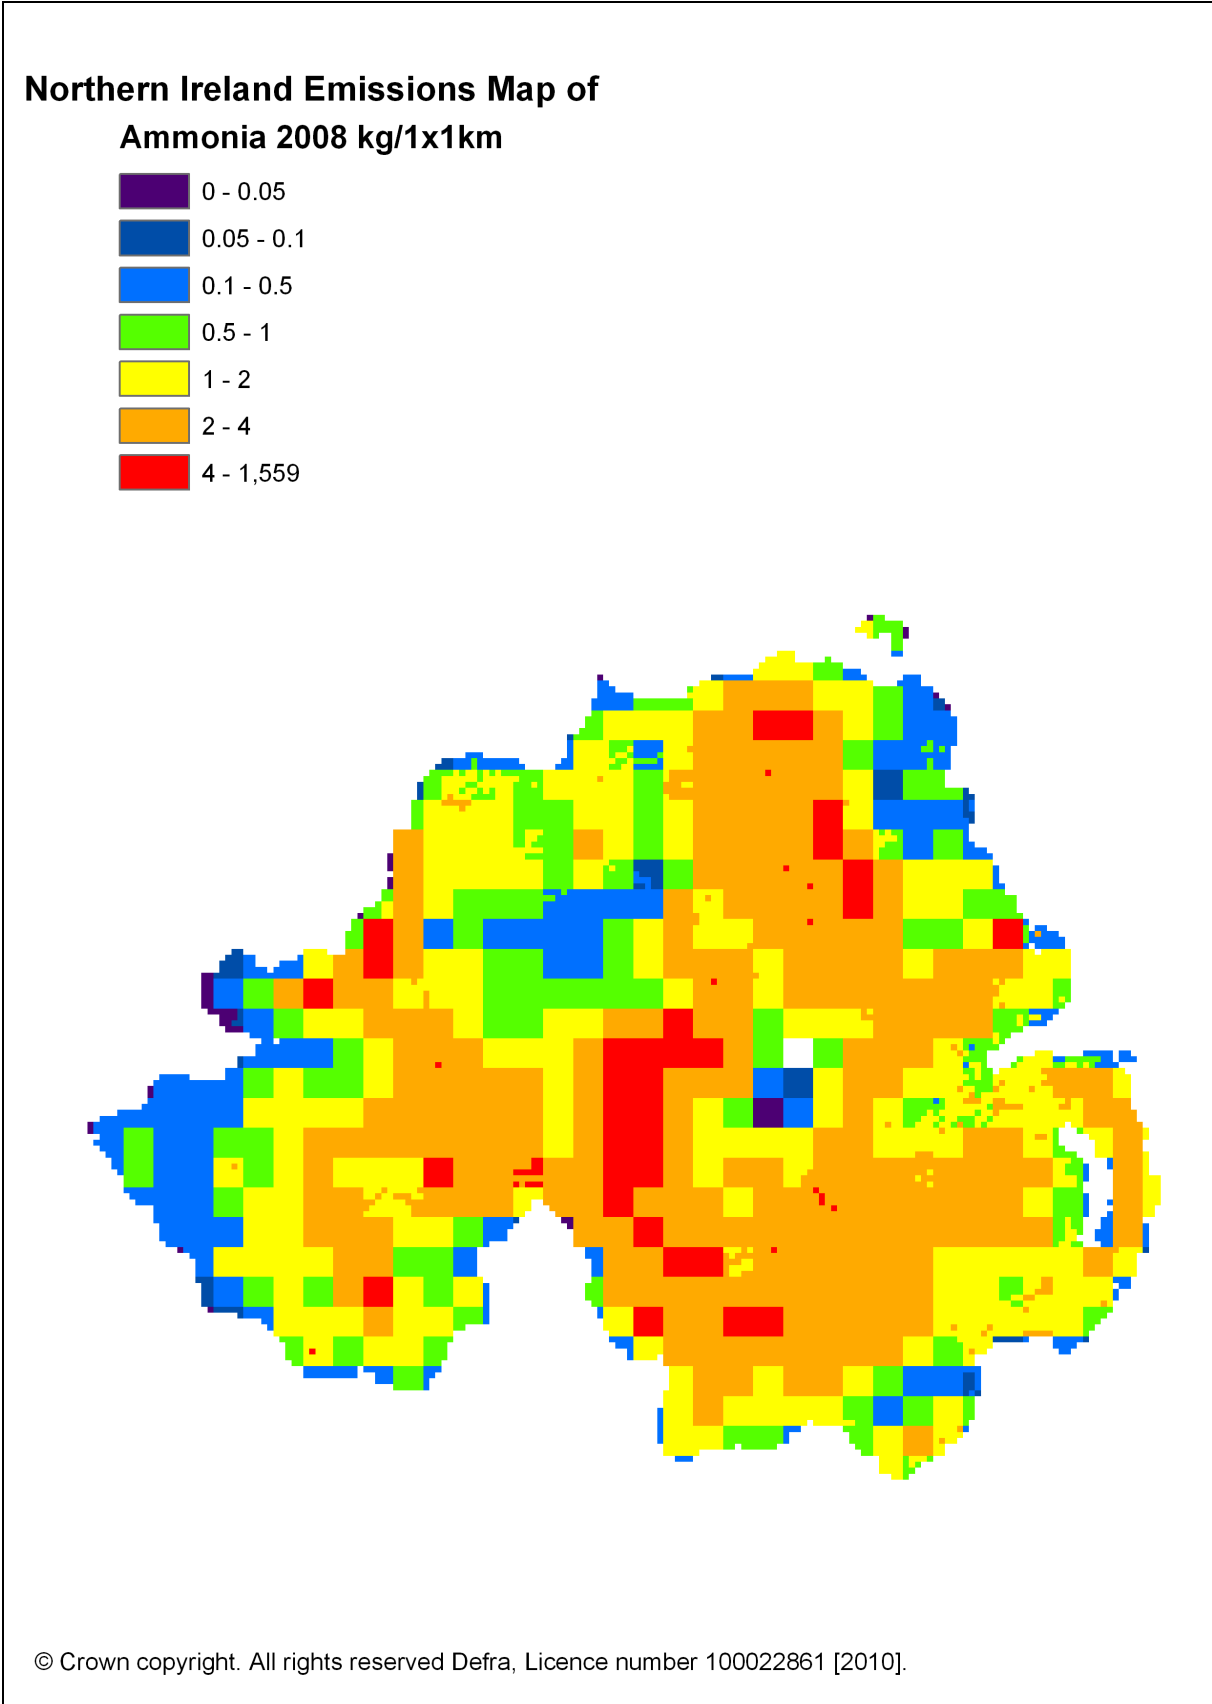 Northern Ireland Emissions Map of
Ammonia 2008 kg/1x1km
0 - 0.05
0.05 - 0.1
0.1 - 0.5
0.5 - 1
1 - 2
2 - 4
4 - 1,559
© Crown copyright. All rights reserved Defra, Licence number 100022861 [2010].